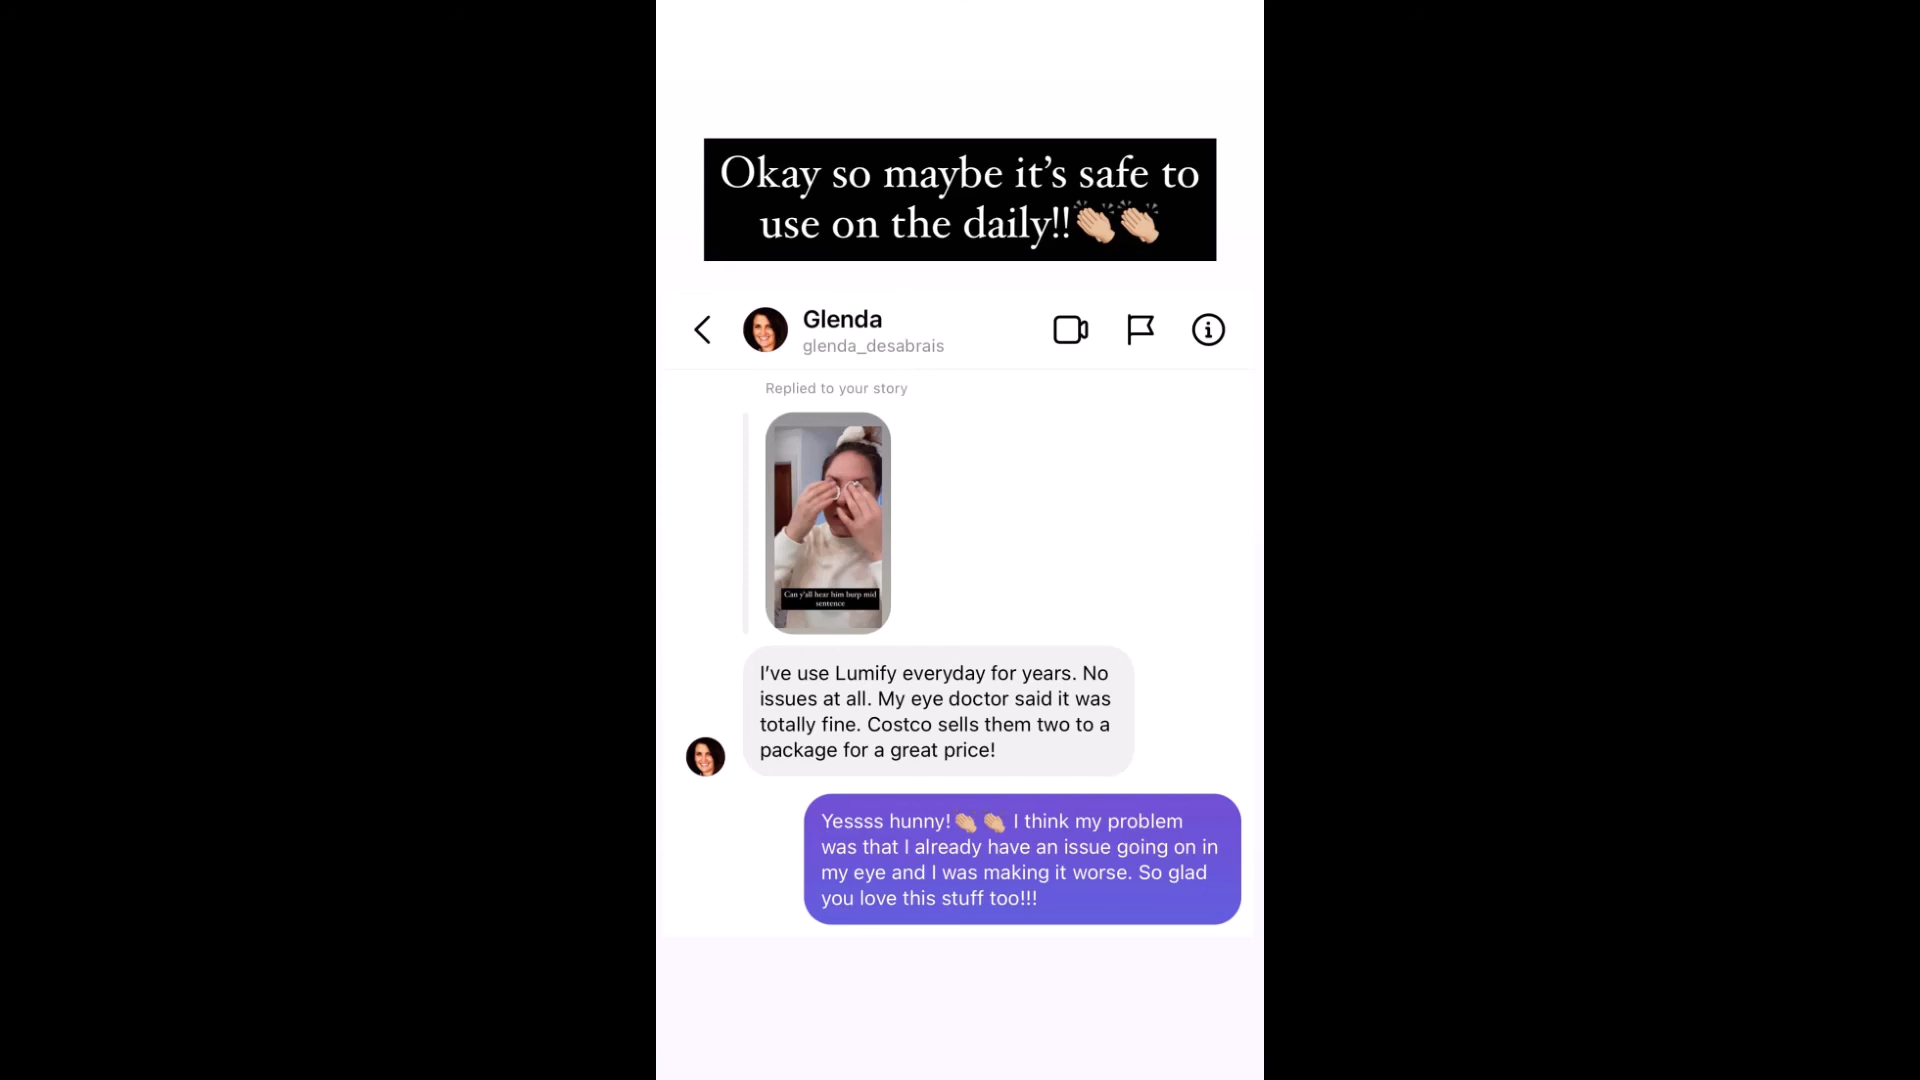 Okay so maybe it's safe to
use on the daily!!👏🏼👏🏼
Glenda
glenda_desabrais
Replied to your story
Can y'all hear him burp mid
sentence
I've use Lumify everyday for years. No
issues at all. My eye doctor said it was
totally fine. Costco sells them two to a
package for a great price!
Yessss hunny!👏🏼 👏🏼 I think my problem
was that I already have an issue going on in
my eye and I was making it worse. So glad
you love this stuff too!!!